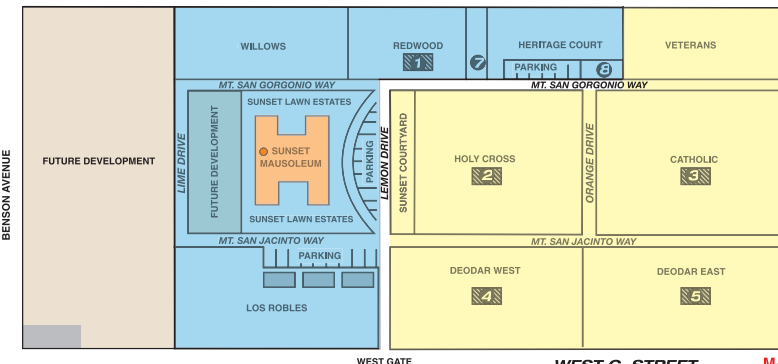 WILLOWS
REDWOOD
1
7
HERITAGE COURT
PARKING
8
VETERANS
MT. SAN GORGONIO WAY
MT. SAN GORGONIO WAY
BENSON AVENUE
FUTURE DEVELOPMENT
LIME DRIVE
FUTURE DEVELOPMENT
SUNSET LAWN ESTATES
SUNSET
MAUSOLEUM
SUNSET LAWN ESTATES
PARKING
LEMON DRIVE
SUNSET COURTYARD
HOLY CROSS
2
ORANGE DRIVE
CATHOLIC
3
MT. SAN JACINTO WAY
MT. SAN JACINTO WAY
PARKING
LOS ROBLES
DEODAR WEST
4
DEODAR EAST
5
WEST GATE
WEST G STREET
M